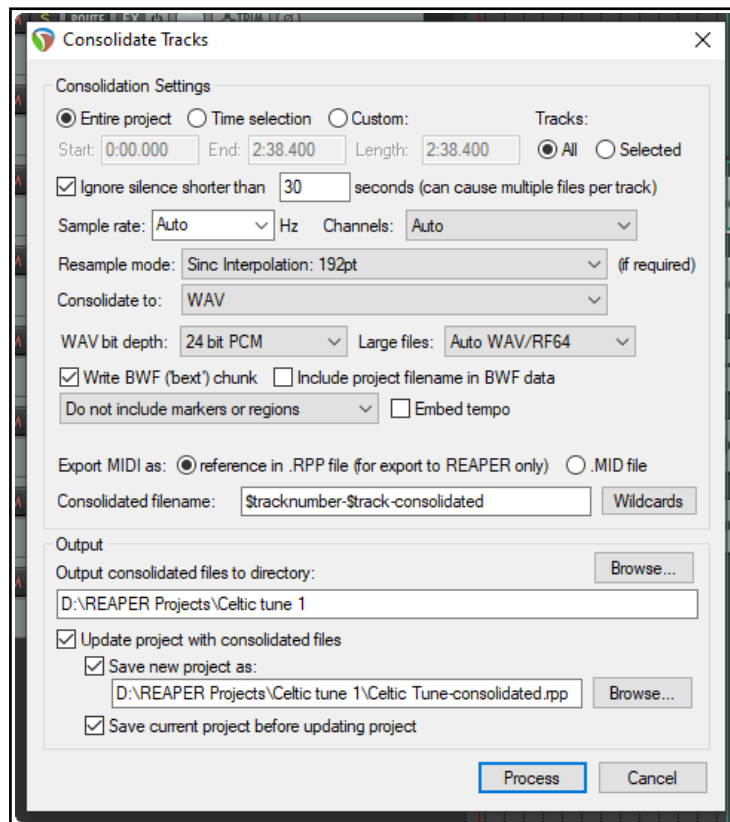 S ROUTE FX TRIM
Consolidate Tracks
Consolidation Settings
Entire project Time selection Custom: Tracks:
Start: 0:00.000 End: 2:38.400 Length: 2:38.400 All Selected
Ignore silence shorter than 30 seconds (can cause multiple files per track)
Sample rate: Auto Hz Channels: Auto
Resample mode: Sinc Interpolation: 192pt (if required)
Consolidate to: WAV
WAV bit depth: 24 bit PCM Large files: Auto WAV/RF64
Write BWF ('bext') chunk Include project filename in BWF data
Do not include markers or regions Embed tempo
Export MIDI as: reference in .RPP file (for export to REAPER only) .MID file
Consolidated filename: $tracknumber-$track-consolidated Wildcards
Output
Output consolidated files to directory: Browse...
D:\REAPER Projects\Celtic tune 1
Update project with consolidated files
Save new project as:
D:\REAPER Projects\Celtic tune 1\Celtic Tune-consolidated.rpp Browse...
Save current project before updating project
Process Cancel